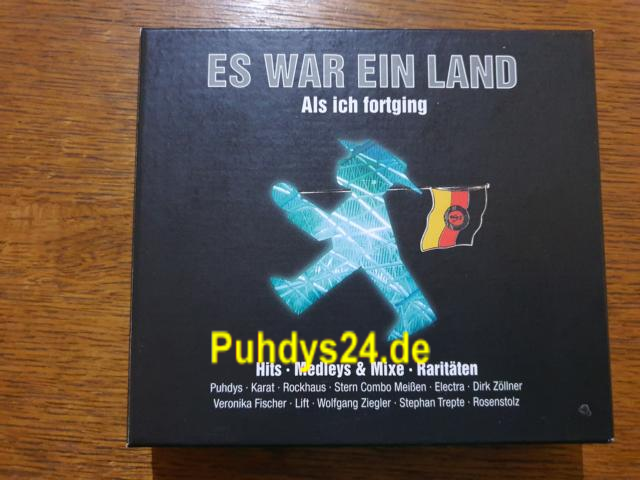 ES WAR EIN LAND
Als ich fortging
Puhdys24.de
Hits · Medleys & Mixe · Raritäten
Puhdys · Karat · Rockhaus · Stern Combo Meißen · Electra · Dirk Zöllner
Veronika Fischer · Lift · Wolfgang Ziegler · Stephan Trepte · Rosenstolz